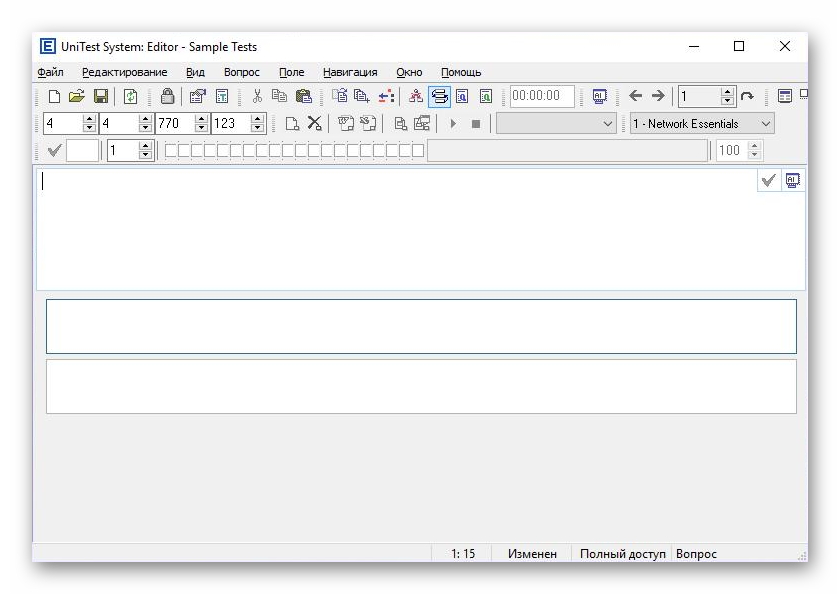 UniTest System: Editor - Sample Tests
Файл Редактирование Вид Вопрос Поле Навигация Окно Помощь
00:00:00 1
4 4 770 123 1 - Network Essentials
1 100
1: 15 Изменен Полный доступ Вопрос